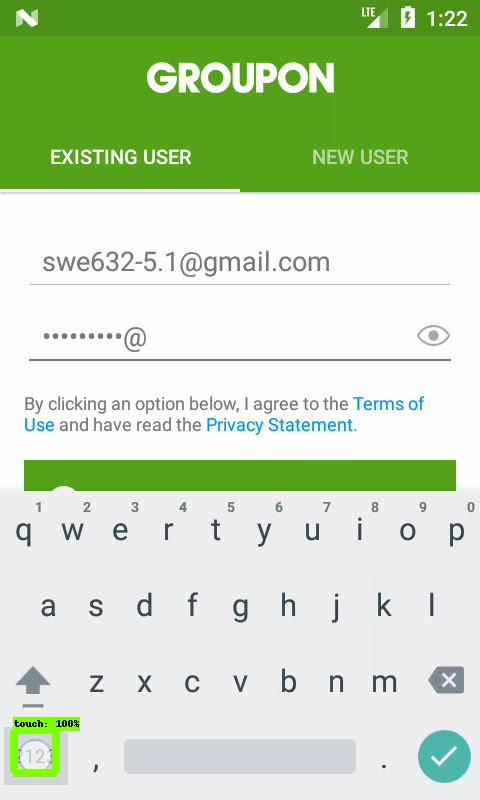 LTE 1:22
GROUPON
EXISTING USER NEW USER
swe632-5.1@gmail.com
•••••••••@
By clicking an option below, I agree to the Terms of
Use and have read the Privacy Statement.
1 2 3 4 5 6 7 8 9 0
q w e r t y u i o p
a s d f g h j k l
z x c v b n m
touch: 100%
?123 , .